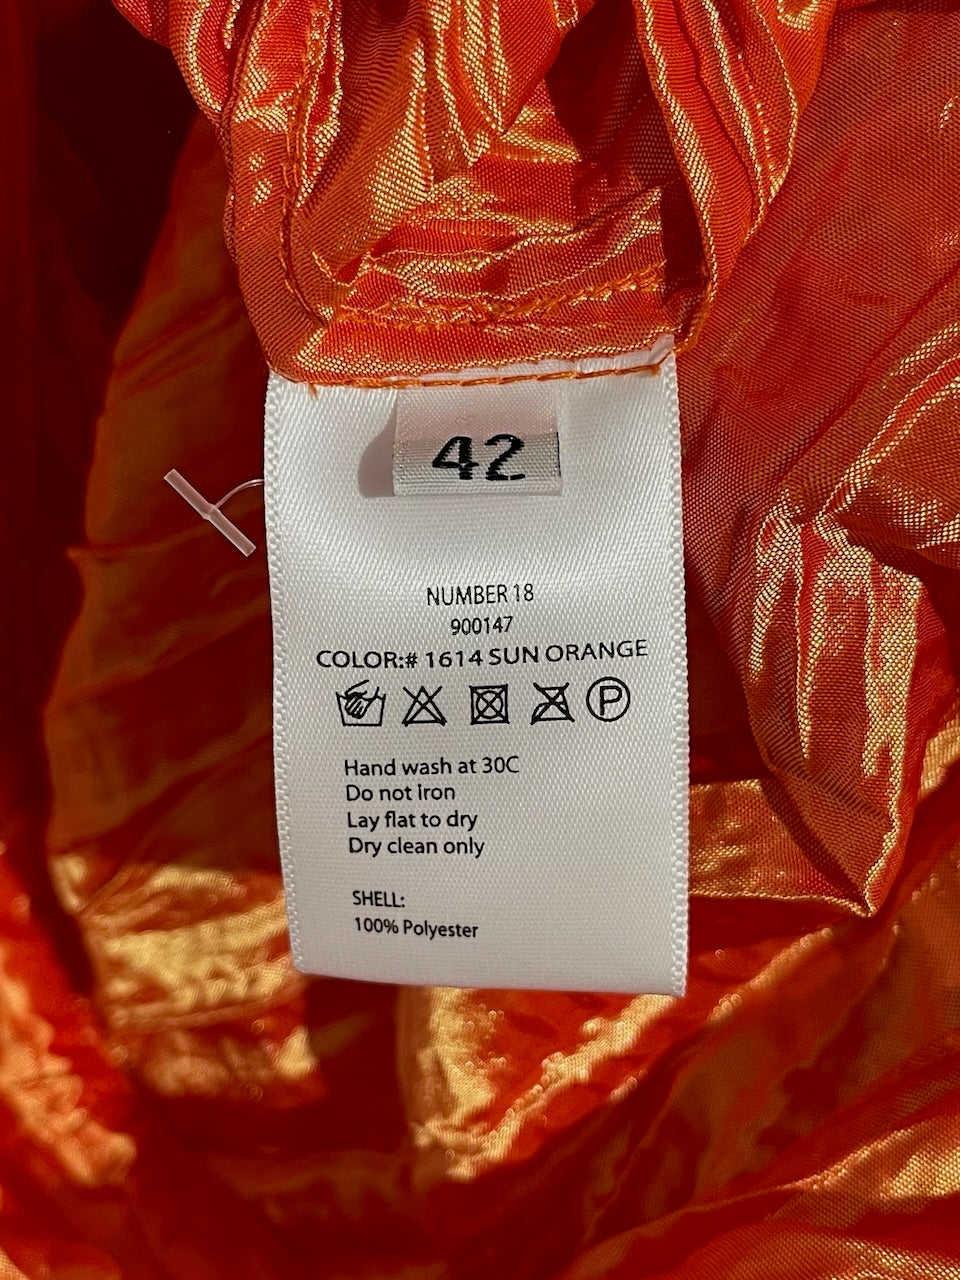 42
NUMBER 18
900147
COLOR:# 1614 SUN ORANGE
P
Hand wash at 30C
Do not iron
Lay flat to dry
Dry clean only
SHELL:
100% Polyester